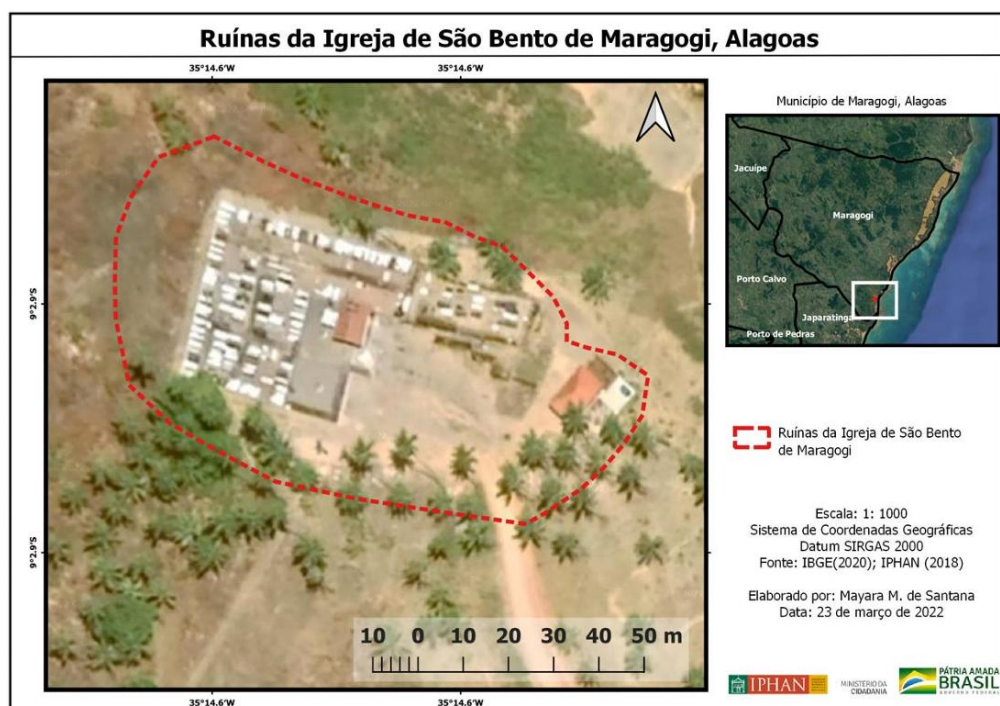 Ruínas da Igreja de São Bento de Maragogi, Alagoas
35°14.6'W
35°14.6'W
9°2.9'S
9°2.9'S
35°14.6'W
35°14.6'W
10 0 10 20 30 40 50 m
Município de Maragogi, Alagoas
Jacuípe
Maragogi
Porto Calvo
Japaratinga
Porto de Pedras
Ruínas da Igreja de São Bento
de Maragogi
Escala: 1: 1000
Sistema de Coordenadas Geográficas
Datum SIRGAS 2000
Fonte: IBGE(2020); IPHAN (2018)
Elaborado por: Mayara M. de Santana
Data: 23 de março de 2022
IPHAN
MINISTÉRIO DA
CIDADANIA
PÁTRIA AMADA
BRASIL
GOVERNO FEDERAL